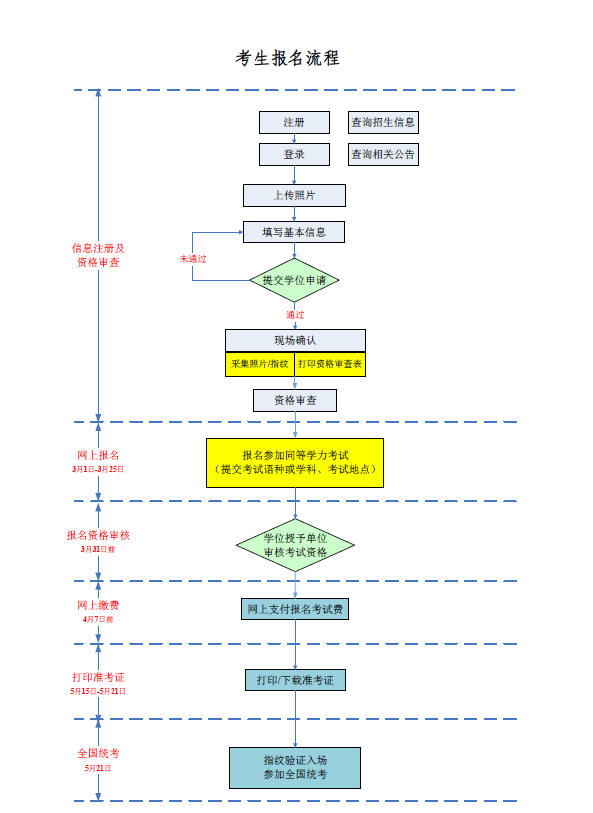 考生报名流程
注册
查询招生信息
登录
查询相关公告
上传照片
填写基本信息
信息注册及
资格审查
未通过
提交学位申请
通过
现场确认
采集照片/指纹
打印资格审查表
资格审查
网上报名
3月1日-3月25日
报名参加同等学力考试
（提交考试语种或学科、考试地点）
报名资格审核
3月31日前
学位授予单位
审核考试资格
网上缴费
4月7日前
网上支付报名考试费
打印准考证
5月15日-5月21日
打印/下载准考证
全国统考
5月21日
指纹验证入场
参加全国统考